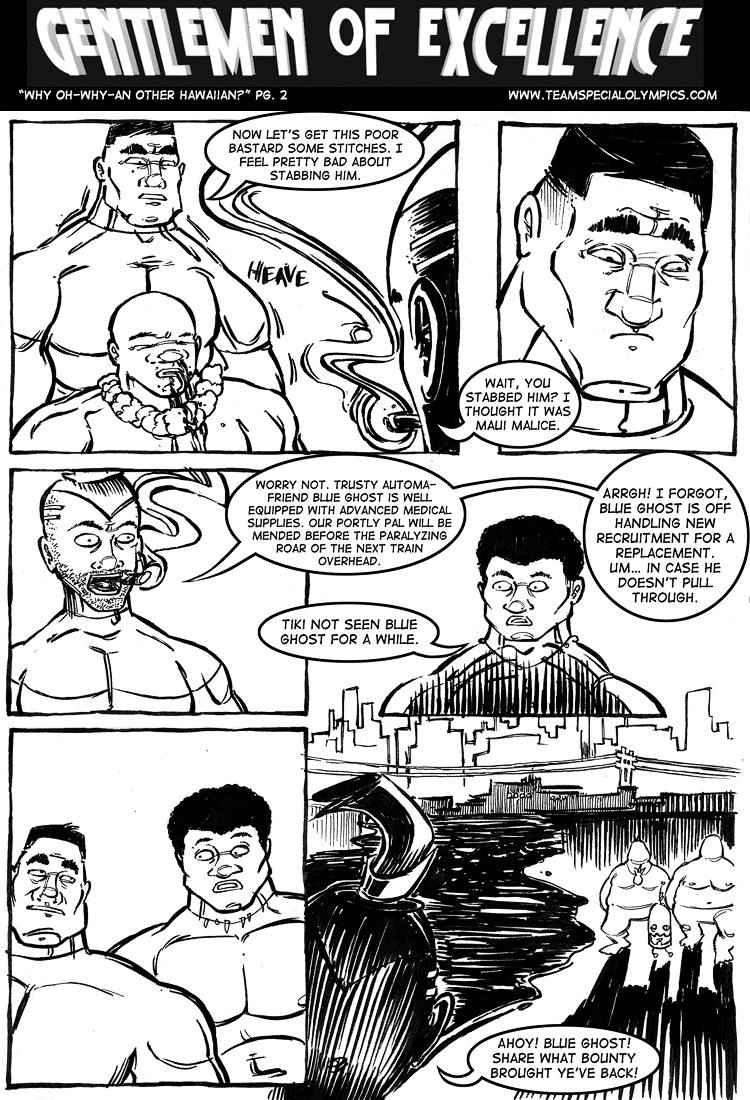 GENTLEMEN OF EXCELLENCE
"WHY OH-WHY-AN OTHER HAWAIIAN?" PG. 2
WWW.TEAMSPECIALOLYMPICS.COM
NOW LET'S GET THIS POOR
BASTARD SOME STITCHES. I
FEEL PRETTY BAD ABOUT
STABBING HIM.
HEAVE
WAIT, YOU
STABBED HIM? I
THOUGHT IT WAS
MAUI MALICE.
WORRY NOT. TRUSTY AUTOMA-
FRIEND BLUE GHOST IS WELL
EQUIPPED WITH ADVANCED MEDICAL
SUPPLIES. OUR PORTLY PAL WILL BE
MENDED BEFORE THE PARALYZING
ROAR OF THE NEXT TRAIN
OVERHEAD.
ARRGH! I FORGOT,
BLUE GHOST IS OFF
HANDLING NEW
RECRUITMENT FOR A
REPLACEMENT.
UM... IN CASE HE
DOESN'T PULL
THROUGH.
TIKI NOT SEEN BLUE
GHOST FOR A WHILE.
AHOY! BLUE GHOST!
SHARE WHAT BOUNTY
BROUGHT YE'VE BACK!